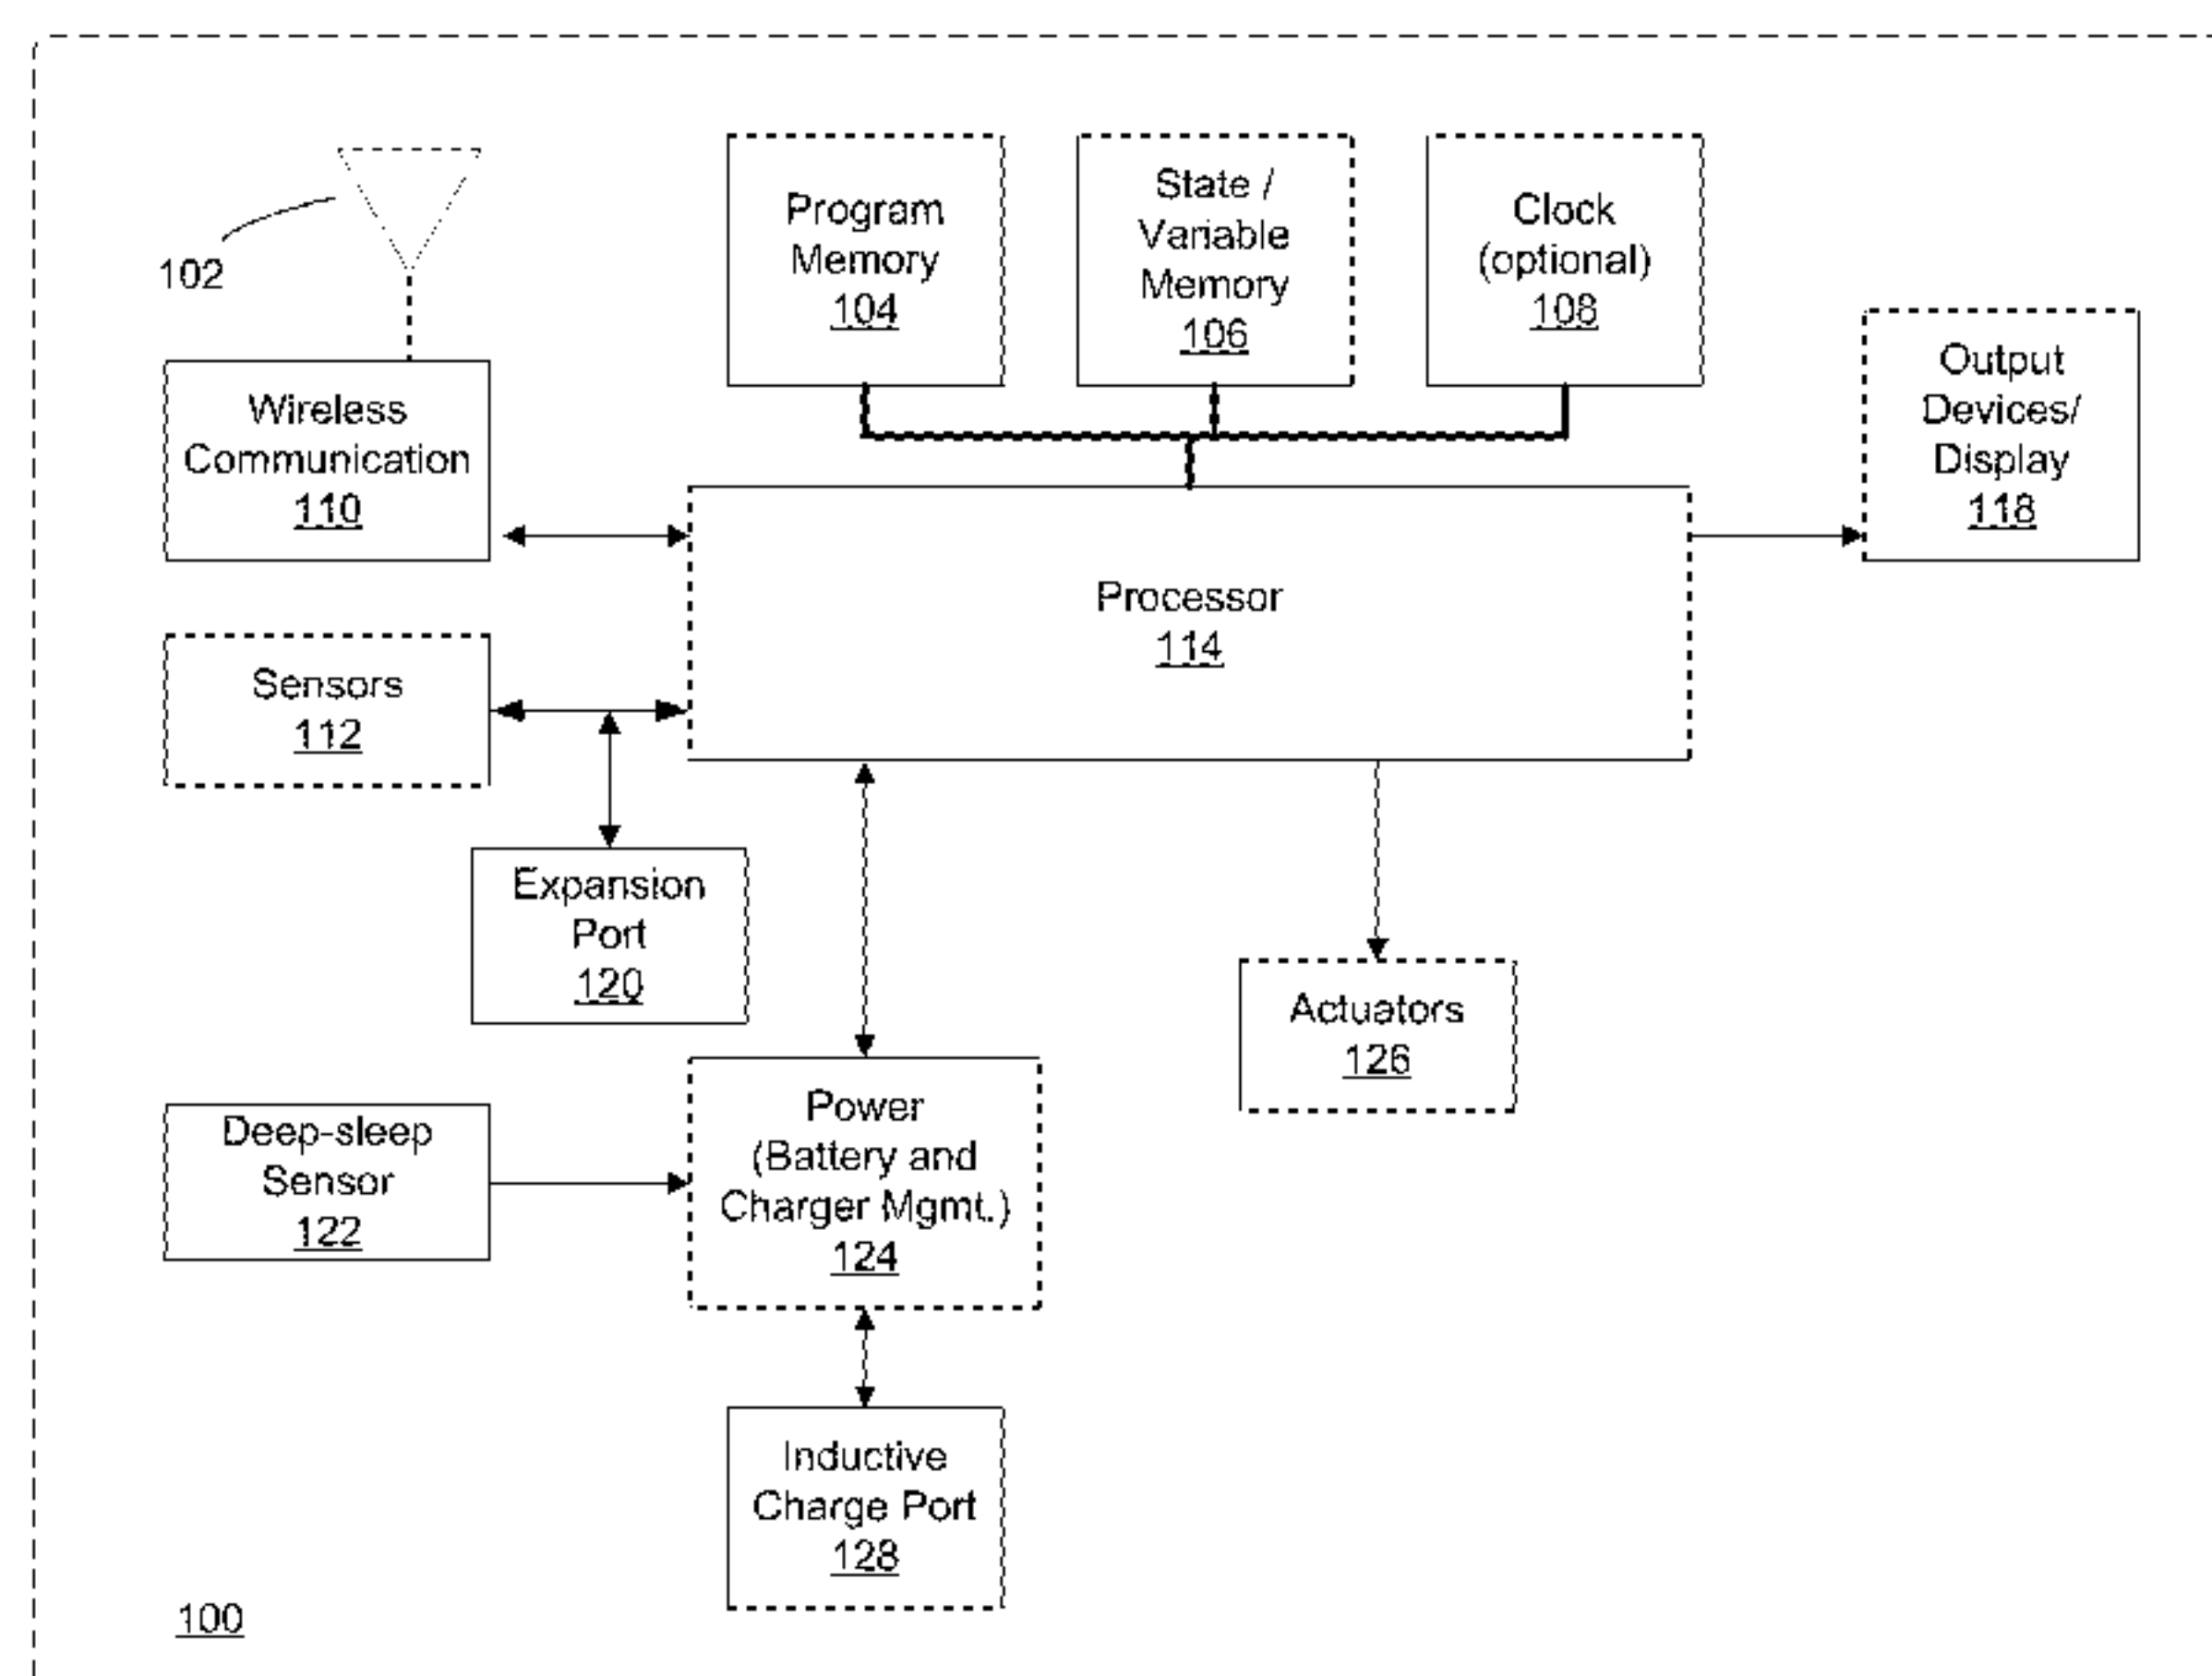 102
Program
Memory
104
State /
Variable
Memory
106
Clock
(optional)
108
Wireless
Communication
110
Output
Devices/
Display
118
Processor
114
Sensors
112
Expansion
Port
120
Actuators
126
Deep-sleep
Sensor
122
Power
(Battery and
Charger Mgmt.)
124
Inductive
Charge Port
128
100